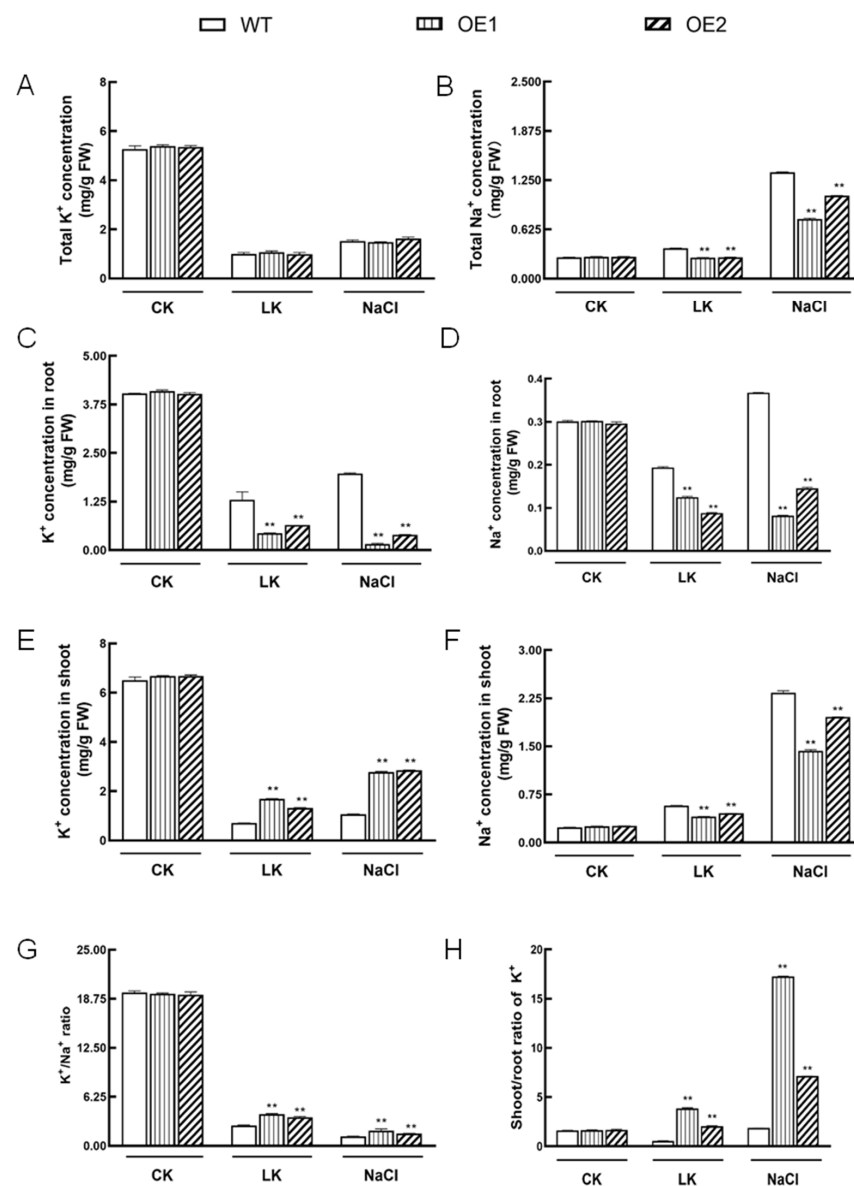 WT OE1 OE2
A
Total K⁺ concentration
(mg/g FW)
8
6
4
2
0
** **
CK LK NaCl
B
Total Na⁺ concentration
(mg/g FW)
2.500
1.875
1.250
0.625
0.000
** ** ** **
CK LK NaCl
C
K⁺ concentration in root
(mg/g FW)
5.00
3.75
2.50
1.25
0.00
** ** ** **
CK LK NaCl
D
Na⁺ concentration in root
(mg/g FW)
0.4
0.3
0.2
0.1
0.0
** ** ** **
CK LK NaCl
E
K⁺ concentration in shoot
(mg/g FW)
8
6
4
2
0
** ** ** **
CK LK NaCl
F
Na⁺ concentration in shoot
(mg/g FW)
3.00
2.25
1.50
0.75
0.00
** ** ** **
CK LK NaCl
G
K⁺/Na⁺ ratio
25.00
18.75
12.50
6.25
0.00
** ** ** **
CK LK NaCl
H
Shoot/root ratio of K⁺
20
15
10
5
0
** ** ** **
CK LK NaCl